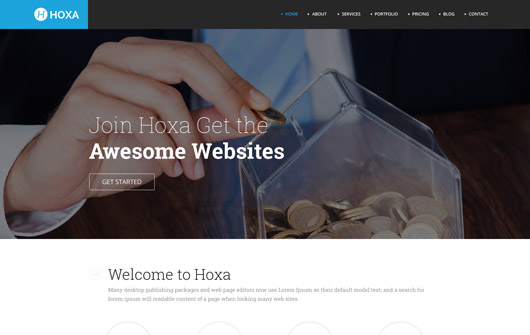 H HOXA
HOME ABOUT SERVICES PORTFOLIO PRICING BLOG CONTACT
Join Hoxa Get the
Awesome Websites
GET STARTED
Welcome to Hoxa
Many desktop publishing packages and web page editors now use Lorem Ipsum as their default model text, and a search for
lorem ipsum will readable content of a page when looking many web sites.